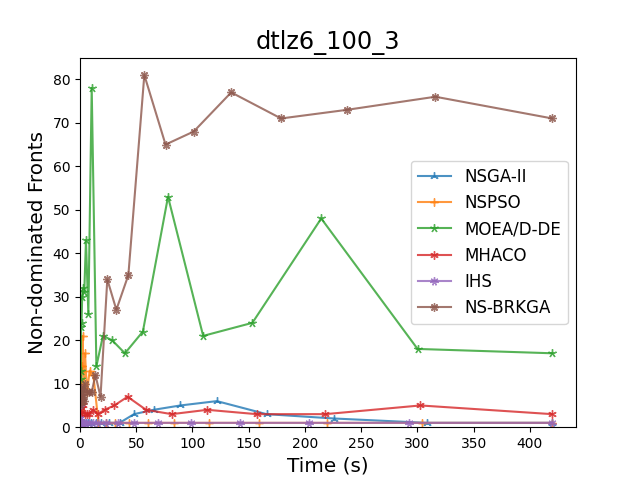 dtlz6_100_3
Non-dominated Fronts
80
70
60
50
40
30
20
10
0
NSGA-II
NSPSO
MOEA/D-DE
MHACO
IHS
NS-BRKGA
0 50 100 150 200 250 300 350 400
Time (s)